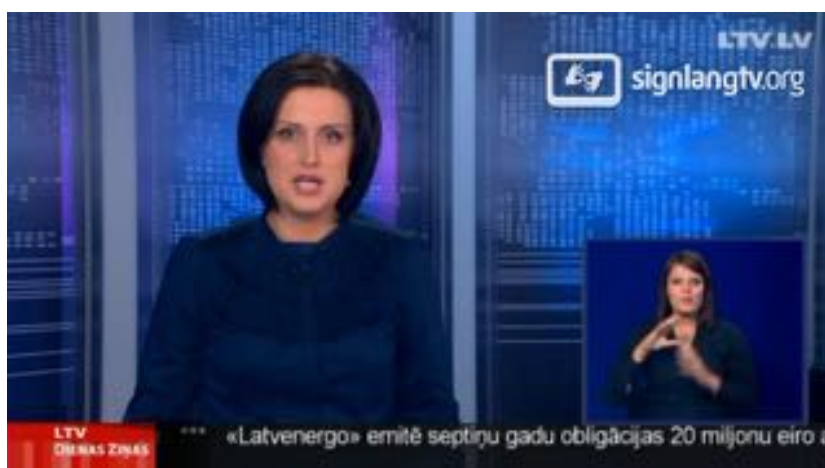 LTV.LV
signlangtv.org
LTV
DIENAS ZIŅAS
*** «Latvenergo» emitē septiņu gadu obligācijas 20 miljonu eiro a